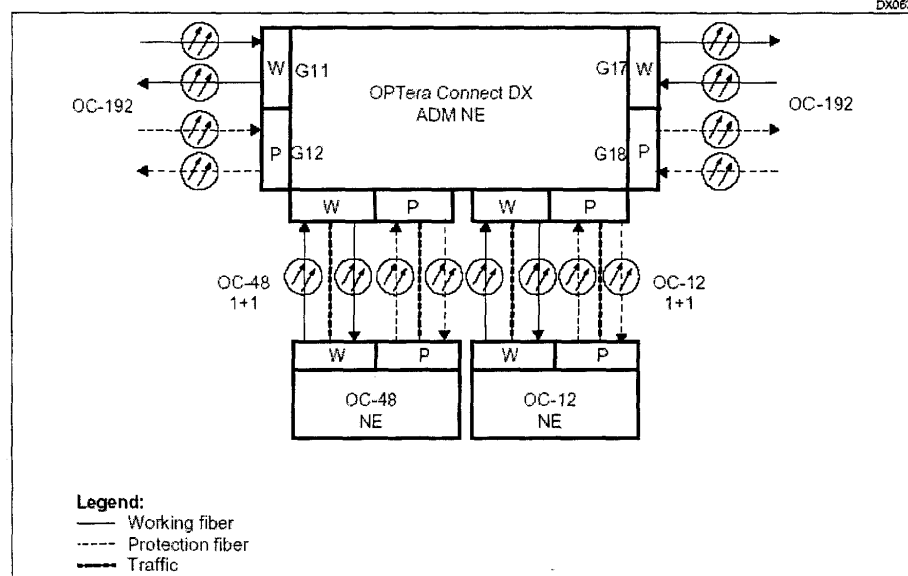 DX063
W
G11
OPTera Connect DX
ADM NE
G17
W
OC-192
OC-192
P
G12
G18
P
W
P
W
P
OC-48
1+1
OC-12
1+1
W
P
W
P
OC-48
NE
OC-12
NE
Legend:
Working fiber
Protection fiber
Traffic